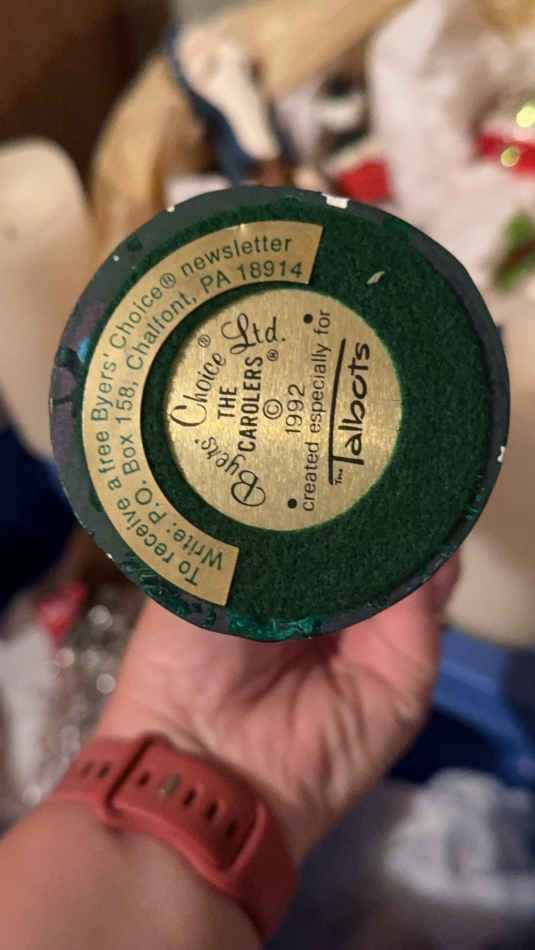 To receive a free Byers' Choice® newsletter
Write: P.O. Box 158, Chalfont, PA 18914
Byers' Choice® Ltd.
THE
CAROLERS®
©
1992
• created especially for •
The Talbots